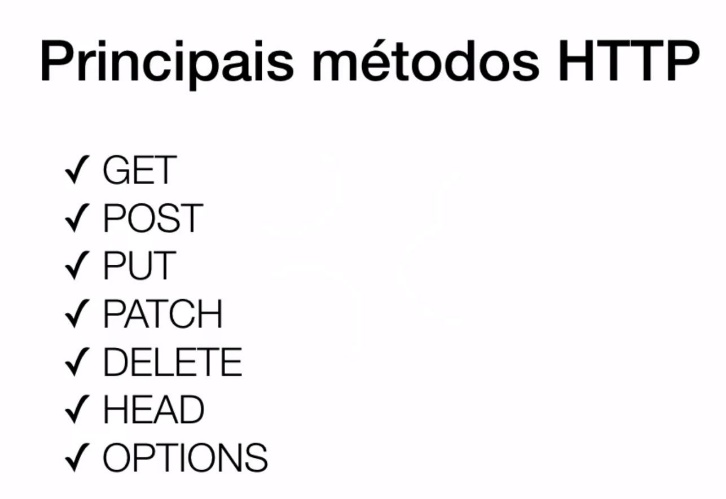 Principais métodos HTTP
✓ GET
✓ POST
✓ PUT
✓ PATCH
✓ DELETE
✓ HEAD
✓ OPTIONS